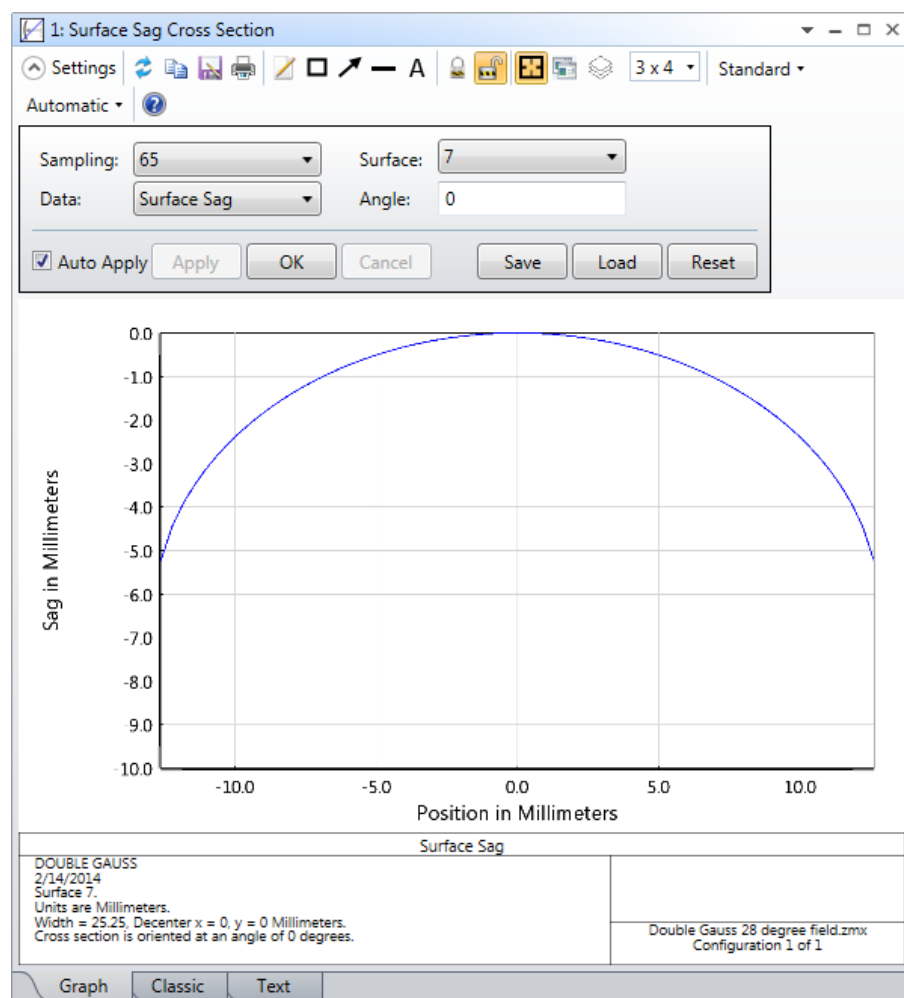 1: Surface Sag Cross Section
Settings A 3 x 4 Standard
Automatic ?
Sampling: 65 Surface: 7
Data: Surface Sag Angle: 0
Auto Apply Apply OK Cancel Save Load Reset
0.0
-1.0
-2.0
-3.0
-4.0
-5.0
-6.0
-7.0
-8.0
-9.0
-10.0
Sag in Millimeters
-10.0 -5.0 0.0 5.0 10.0
Position in Millimeters
Surface Sag
DOUBLE GAUSS
2/14/2014
Surface 7.
Units are Millimeters.
Width = 25.25, Decenter x = 0, y = 0 Millimeters.
Cross section is oriented at an angle of 0 degrees.
Double Gauss 28 degree field.zmx
Configuration 1 of 1
Graph Classic Text